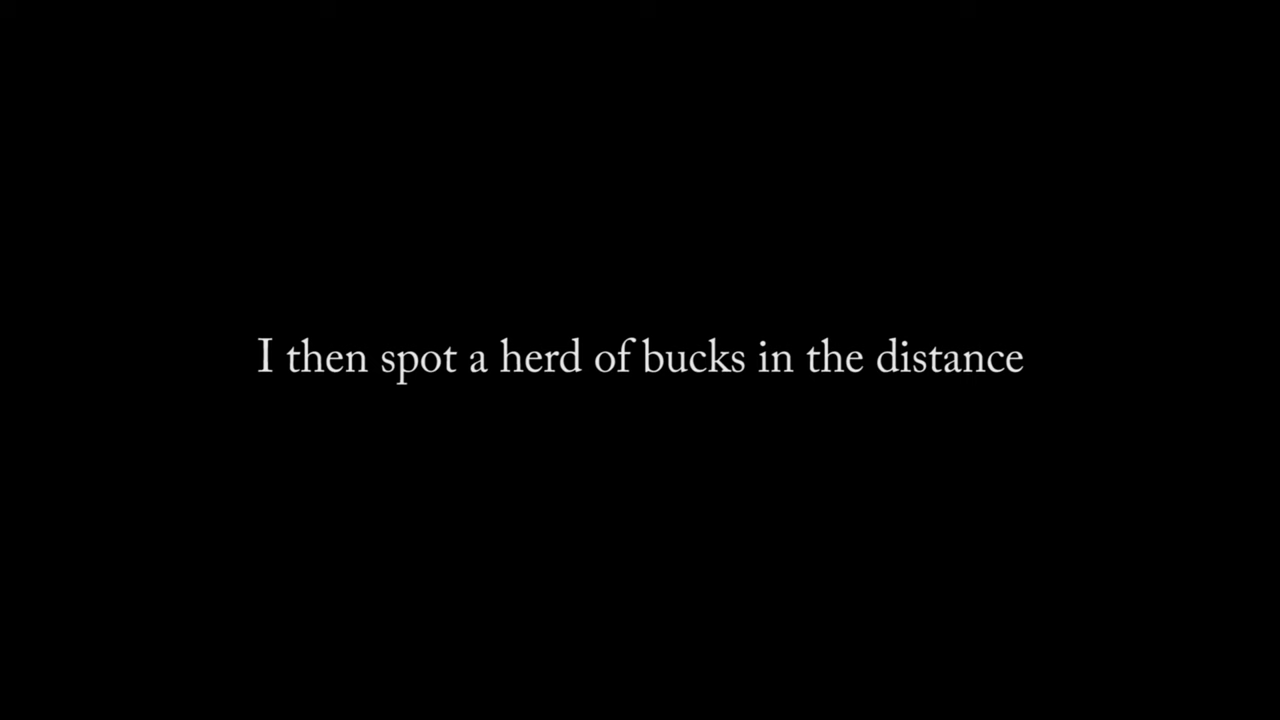 I then spot a herd of bucks in the distance